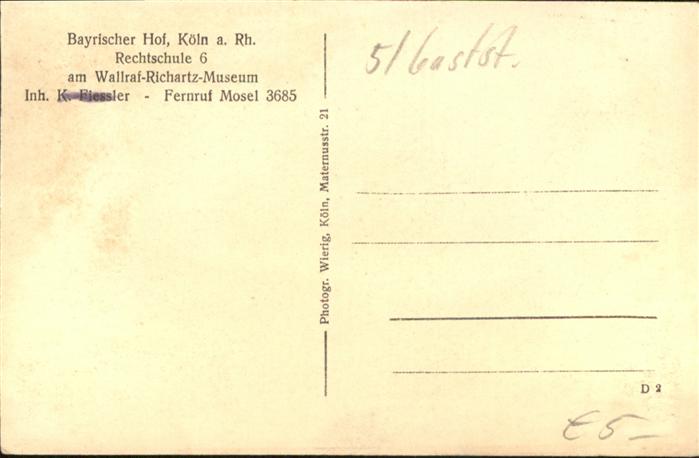 Bayrischer Hof, Köln a. Rh.
Rechtschule 6
am Wallraf-Richartz-Museum
Inh. K. Fiessler - Fernruf Mosel 3685
Photogr. Wierig, Köln, Maternusstr. 21
5/Gastst.
D 2
€ 5 –